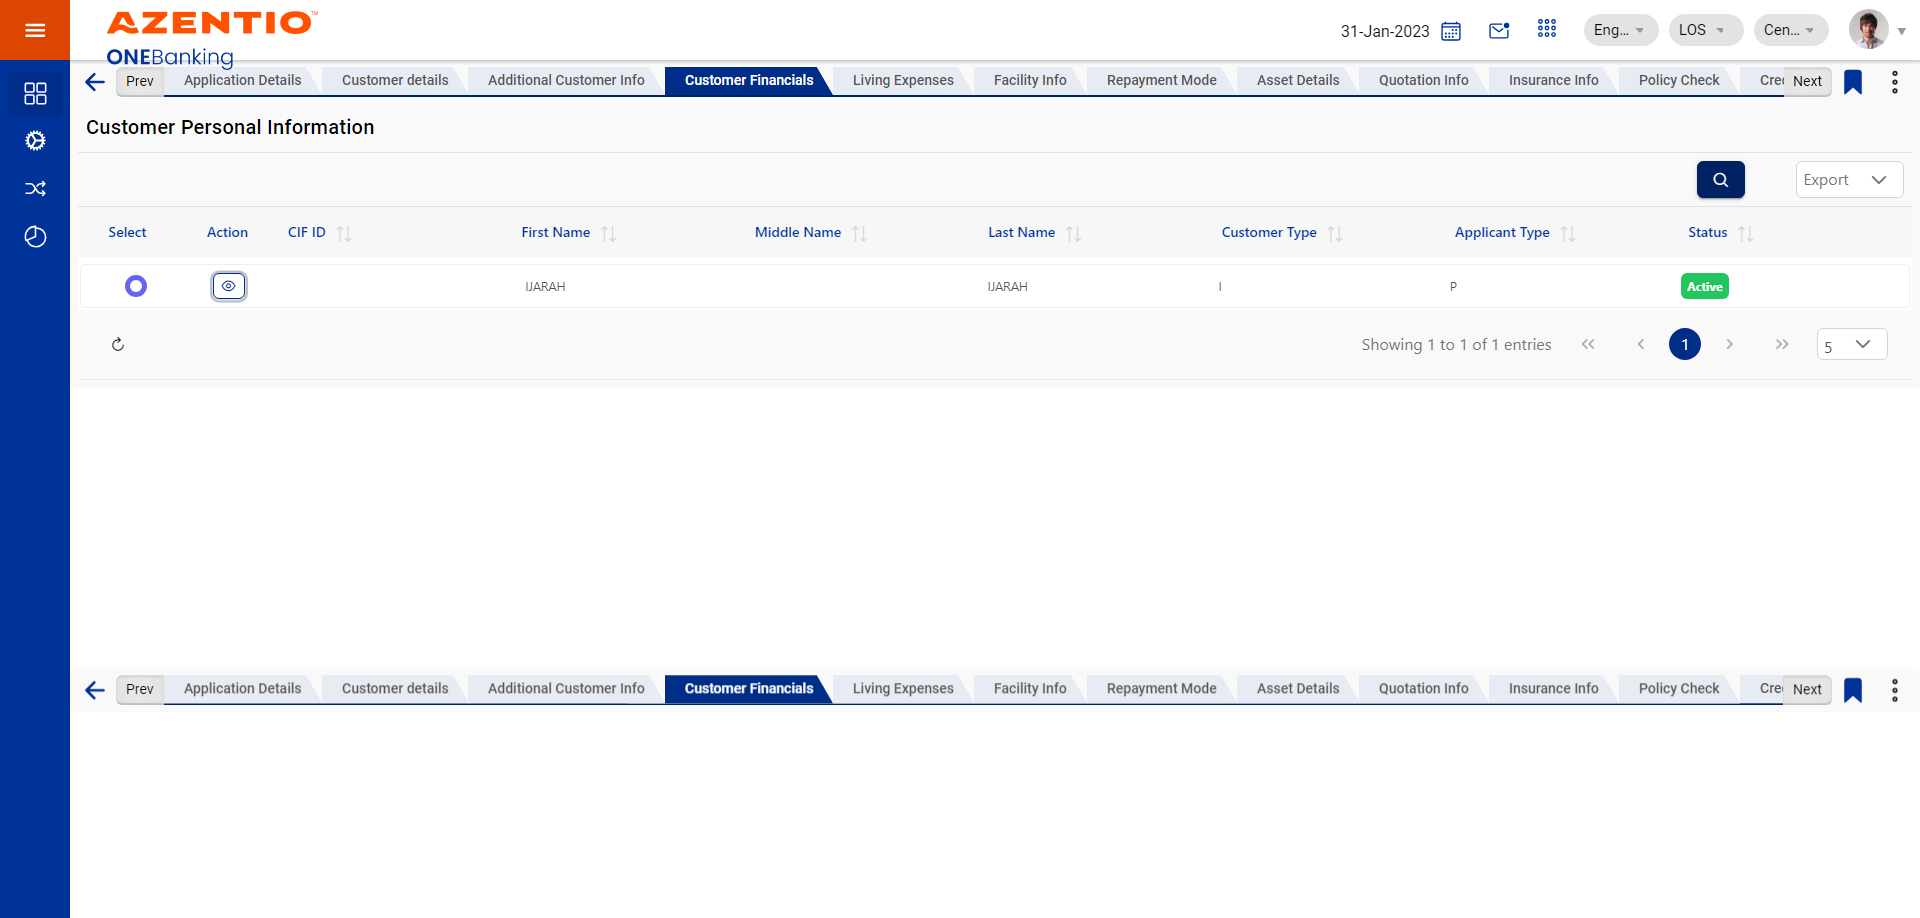 AZENTIO™
ONEBanking
31-Jan-2023
Eng...
LOS
Cen...
Prev
Application Details
Customer details
Additional Customer Info
Customer Financials
Living Expenses
Facility Info
Repayment Mode
Asset Details
Quotation Info
Insurance Info
Policy Check
Cre
Next
Customer Personal Information
Export
Select
Action
CIF ID
First Name
Middle Name
Last Name
Customer Type
Applicant Type
Status
IJARAH
IJARAH
I
P
Active
Showing 1 to 1 of 1 entries
1
5
Prev
Application Details
Customer details
Additional Customer Info
Customer Financials
Living Expenses
Facility Info
Repayment Mode
Asset Details
Quotation Info
Insurance Info
Policy Check
Cre
Next